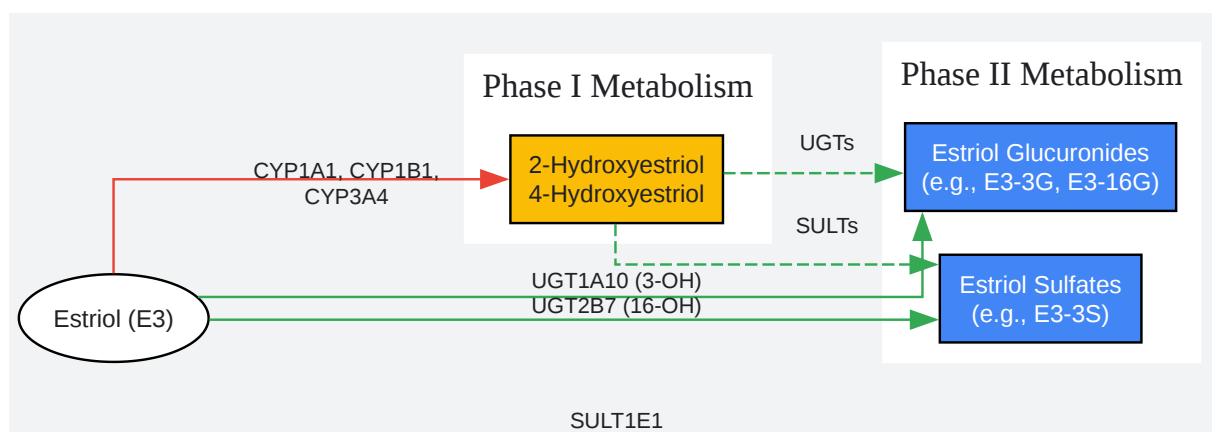 Phase I Metabolism
Phase II Metabolism
CYP1A1, CYP1B1,
CYP3A4
2-Hydroxyestriol
4-Hydroxyestriol
UGTs
Estriol Glucuronides
(e.g., E3-3G, E3-16G)
SULTs
Estriol (E3)
UGT1A10 (3-OH)
UGT2B7 (16-OH)
Estriol Sulfates
(e.g., E3-3S)
SULT1E1